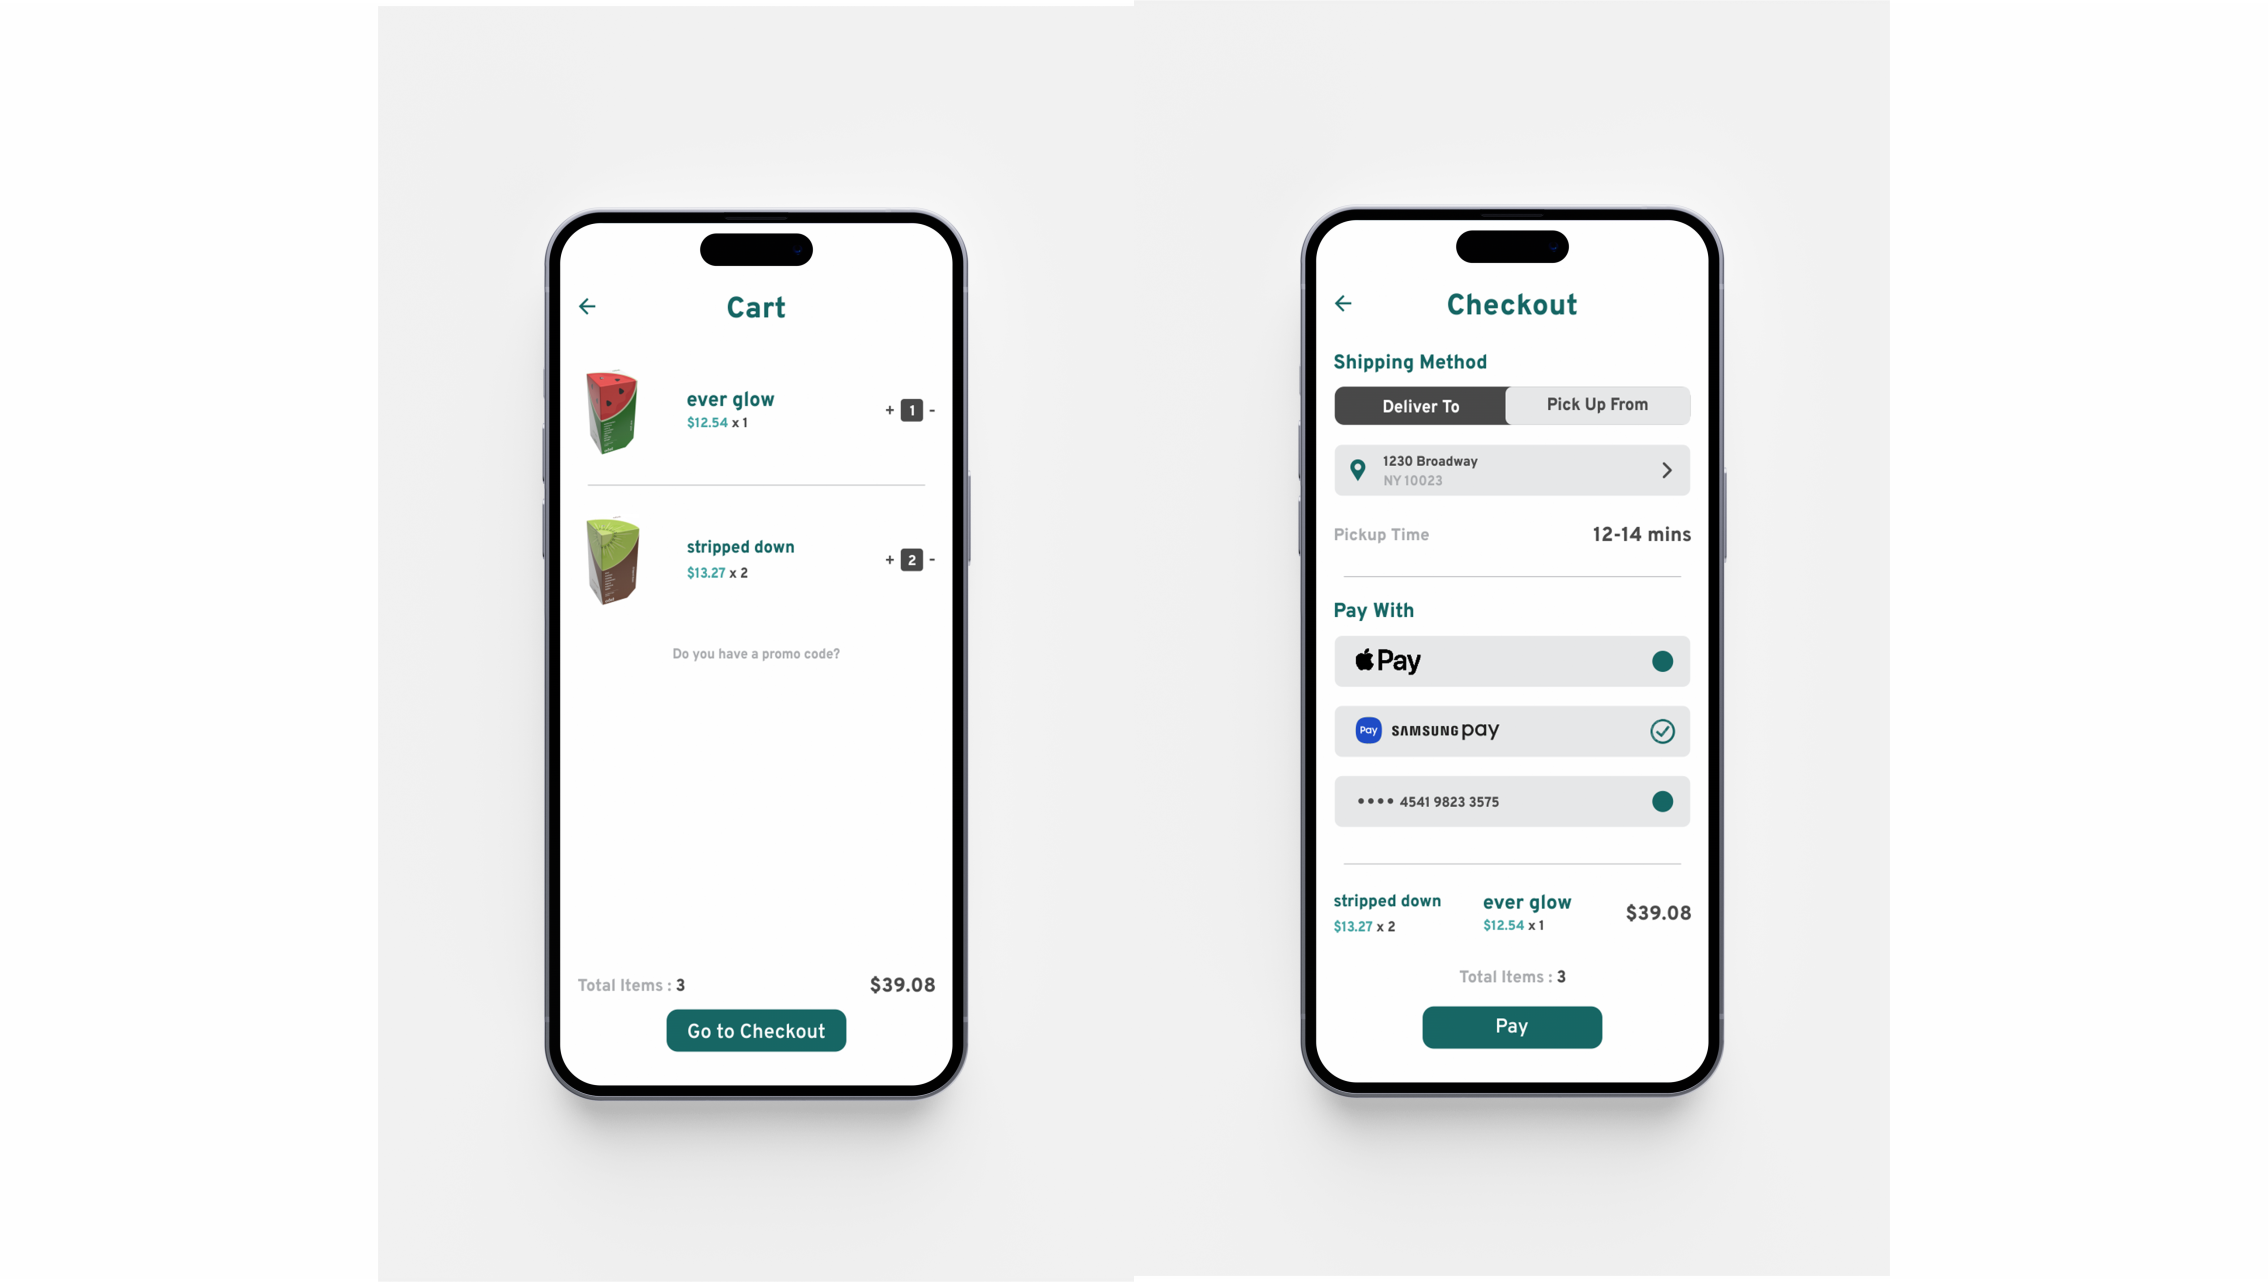 Cart
ever glow
$12.54 x 1
+ 1 -
stripped down
$13.27 x 2
+ 2 -
Do you have a promo code?
Total Items : 3
$39.08
Go to Checkout
Checkout
Shipping Method
Deliver To
Pick Up From
1230 Broadway
NY 10023
Pickup Time
12-14 mins
Pay With
Pay
Pay SAMSUNG pay
•••• 4541 9823 3575
stripped down
$13.27 x 2
ever glow
$12.54 x 1
$39.08
Total Items : 3
Pay